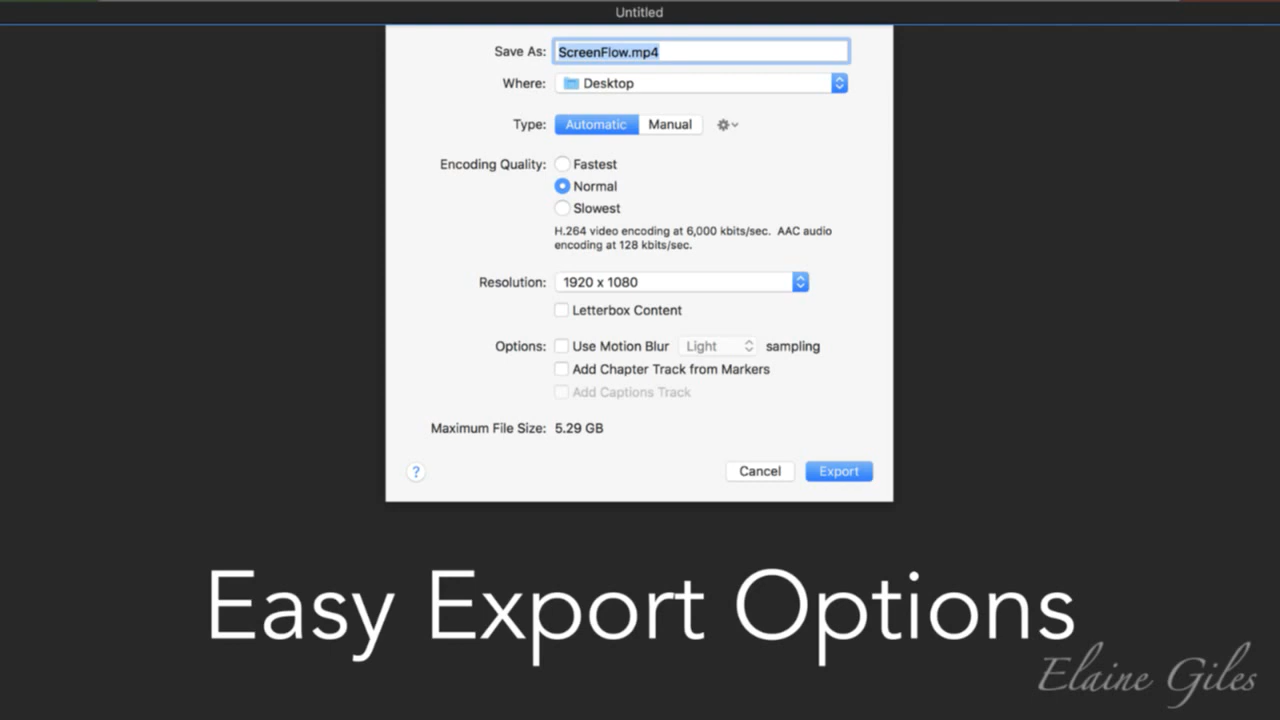 Untitled
Save As: ScreenFlow.mp4
Where: Desktop
Type: Automatic Manual
Encoding Quality: Fastest
Normal
Slowest
H.264 video encoding at 6,000 kbits/sec. AAC audio
encoding at 128 kbits/sec.
Resolution: 1920 x 1080
Letterbox Content
Options: Use Motion Blur Light sampling
Add Chapter Track from Markers
Add Captions Track
Maximum File Size: 5.29 GB
? Cancel Export
Easy Export Options
Elaine Giles